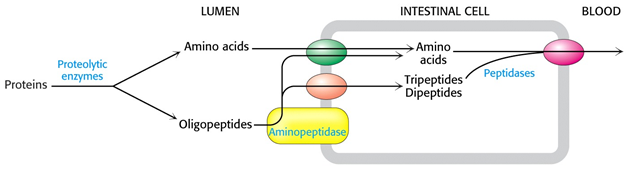 LUMEN
INTESTINAL CELL
BLOOD
Proteins
Proteolytic
enzymes
Amino acids
Oligopeptides
Aminopeptidase
Amino
acids
Tripeptides
Dipeptides
Peptidases